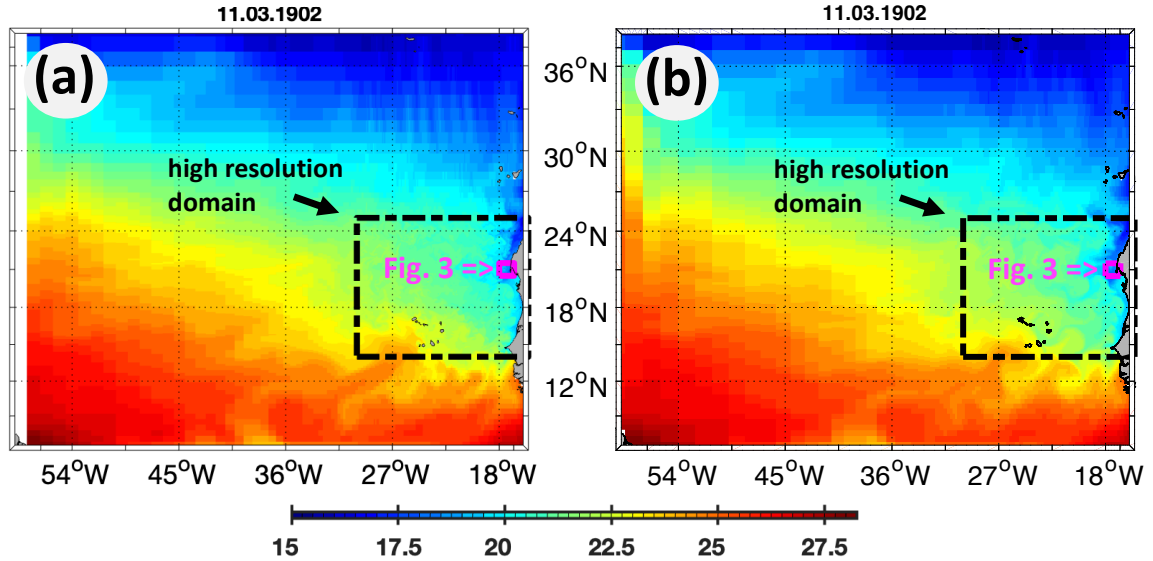 11.03.1902
11.03.1902
(a)
(b)
36°N
30°N
24°N
18°N
12°N
high resolution
domain
high resolution
domain
Fig. 3 =>
Fig. 3 =>
54°W 45°W 36°W 27°W 18°W
54°W 45°W 36°W 27°W 18°W
15 17.5 20 22.5 25 27.5